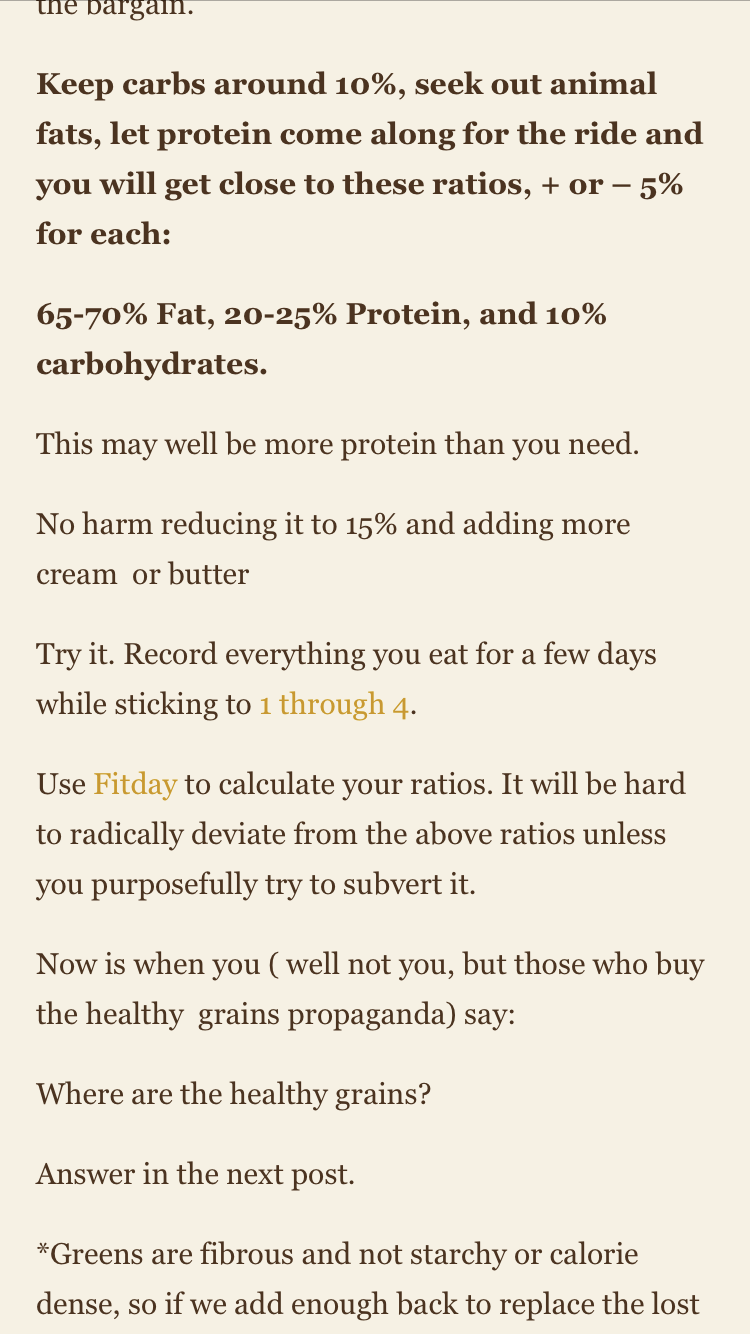 the bargain.
Keep carbs around 10%, seek out animal
fats, let protein come along for the ride and
you will get close to these ratios, + or – 5%
for each:
65-70% Fat, 20-25% Protein, and 10%
carbohydrates.
This may well be more protein than you need.
No harm reducing it to 15% and adding more
cream  or butter
Try it. Record everything you eat for a few days
while sticking to 1 through 4.
Use Fitday to calculate your ratios. It will be hard
to radically deviate from the above ratios unless
you purposefully try to subvert it.
Now is when you ( well not you, but those who buy
the healthy  grains propaganda) say:
Where are the healthy grains?
Answer in the next post.
*Greens are fibrous and not starchy or calorie
dense, so if we add enough back to replace the lost